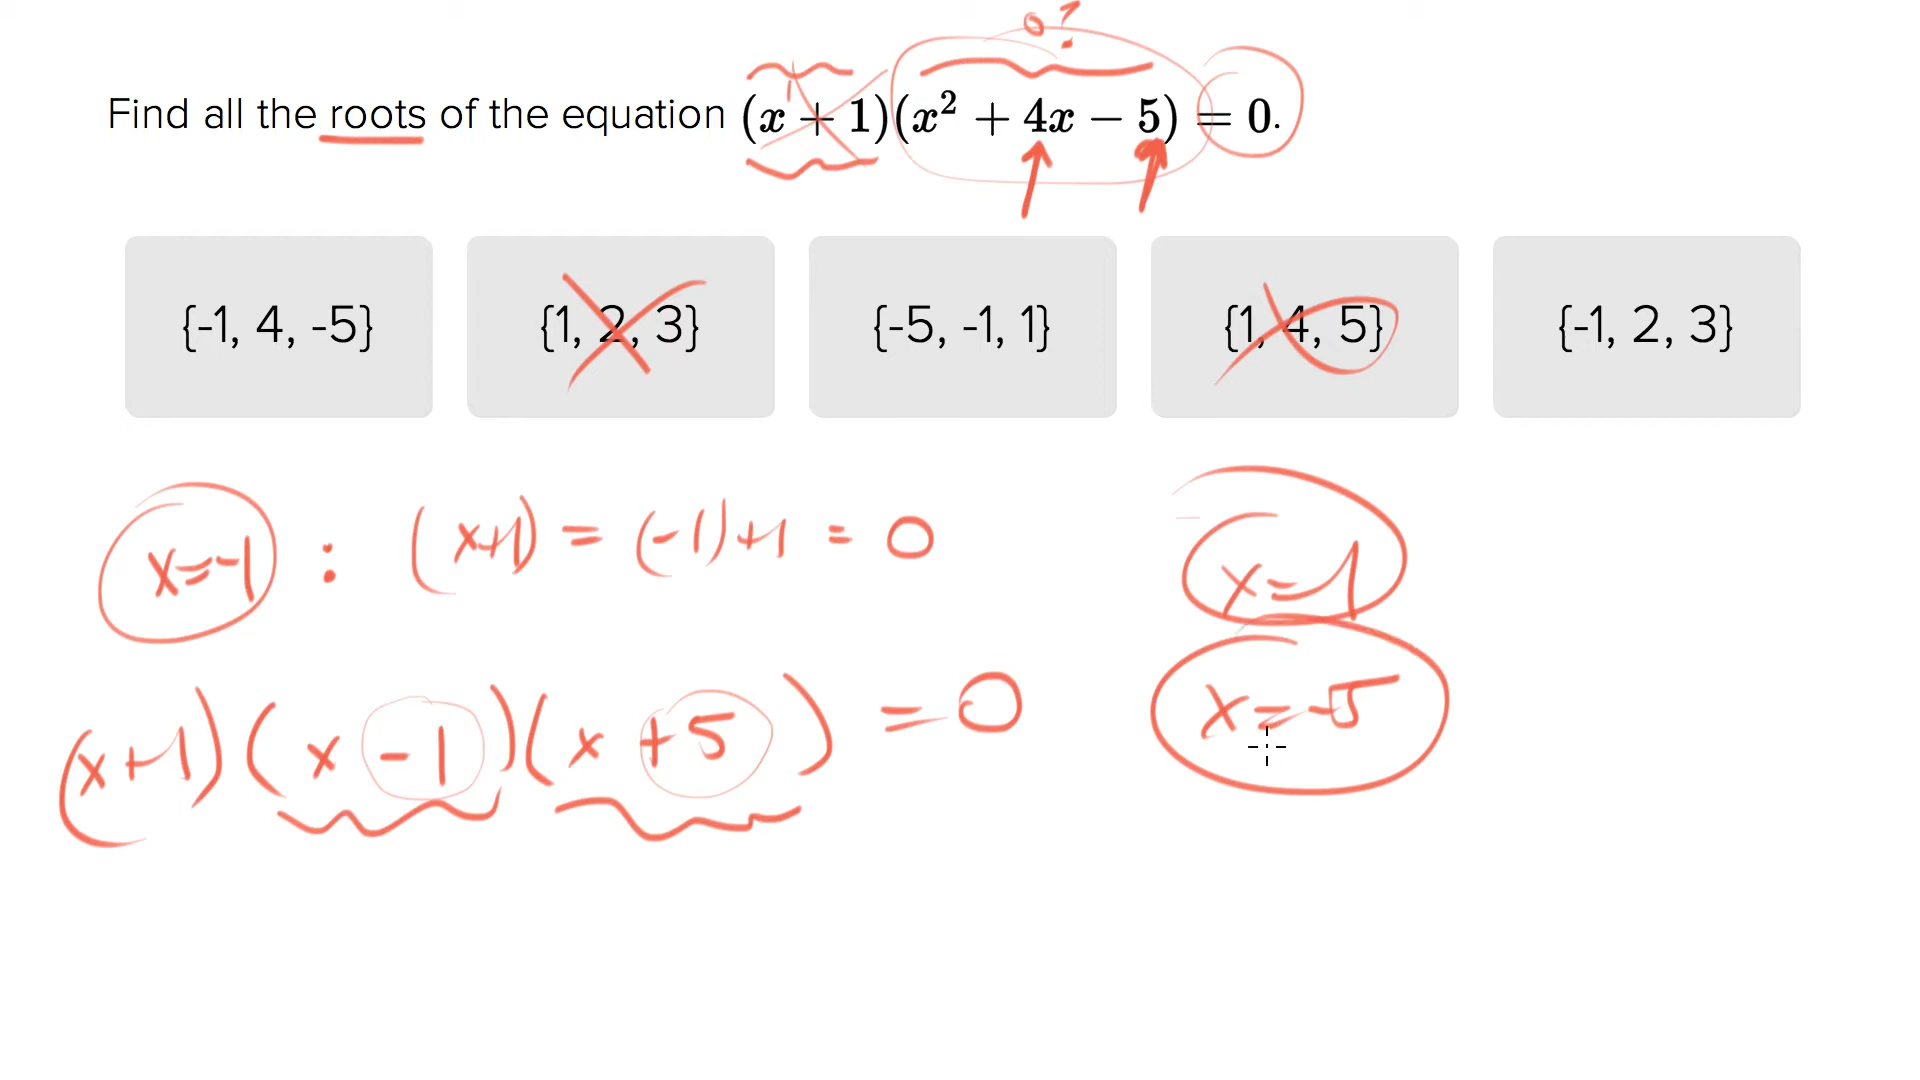 0?
Find all the roots of the equation (x + 1)(x² + 4x − 5) = 0.
{-1, 4, -5} {1, 2, 3} {-5, -1, 1} {1, 4, 5} {-1, 2, 3}
x=-1 : (x+1) = (-1)+1 = 0
x=1
x=-5
(x+1)(x-1)(x+5) = 0